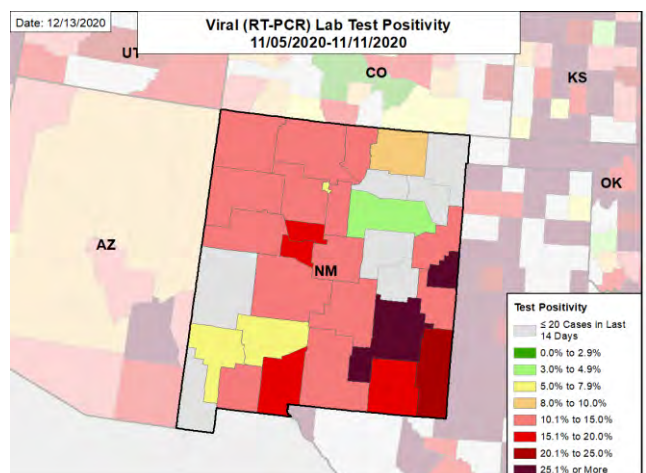 Date: 12/13/2020
Viral (RT-PCR) Lab Test Positivity
11/05/2020-11/11/2020
UT
CO
KS
OK
AZ
NM
Test Positivity
≤ 20 Cases in Last
14 Days
0.0% to 2.9%
3.0% to 4.9%
5.0% to 7.9%
8.0% to 10.0%
10.1% to 15.0%
15.1% to 20.0%
20.1% to 25.0%
25.1% or More